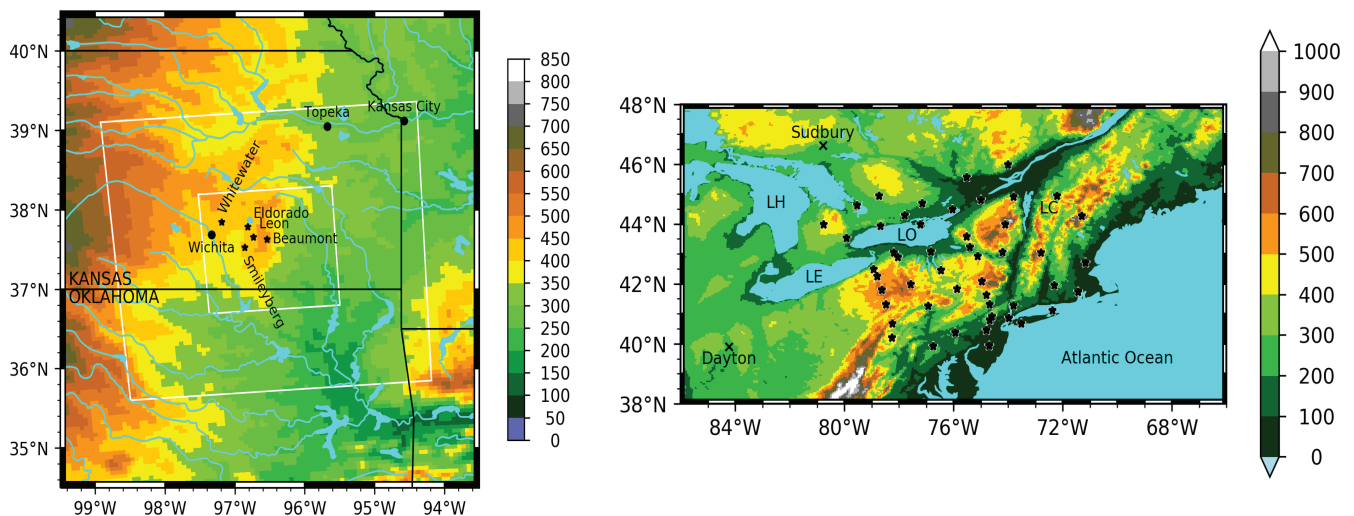 40°N
39°N
38°N
37°N
36°N
35°N
99°W
98°W
97°W
96°W
95°W
94°W
Topeka
Kansas City
Whitewater
Eldorado
Leon
Beaumont
Wichita
Smileyberg
KANSAS
OKLAHOMA
850
800
750
700
650
600
550
500
450
400
350
300
250
200
150
100
50
0
48°N
46°N
44°N
42°N
40°N
38°N
84°W
80°W
76°W
72°W
68°W
Sudbury
LH
LC
LO
LE
Dayton
Atlantic Ocean
1000
900
800
700
600
500
400
300
200
100
0